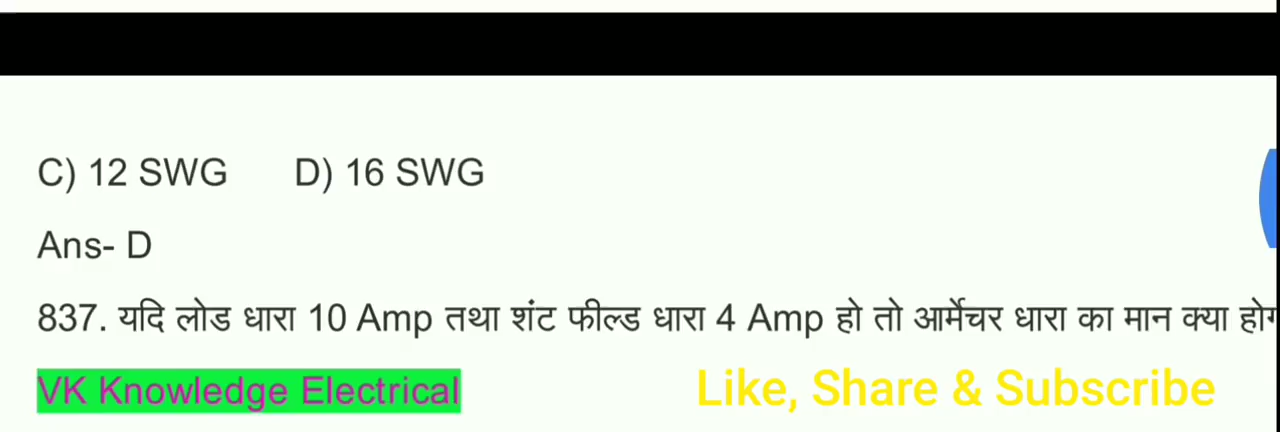 C) 12 SWG D) 16 SWG
Ans- D
837. यदि लोड धारा 10 Amp तथा शंट फील्ड धारा 4 Amp हो तो आर्मेचर धारा का मान क्या
VK Knowledge Electrical
Like, Share & Subscribe